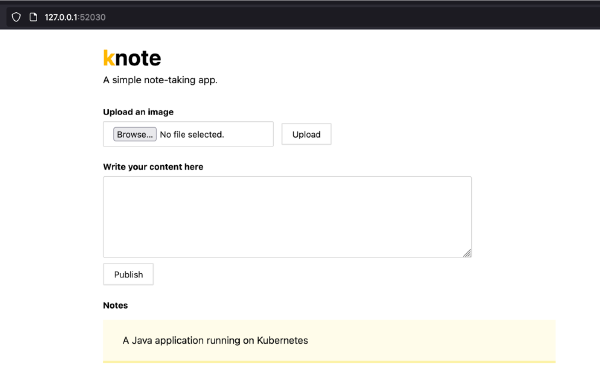 127.0.0.1:52030
knote
A simple note-taking app.
Upload an image
Browse... No file selected. Upload
Write your content here
Publish
Notes
A Java application running on Kubernetes